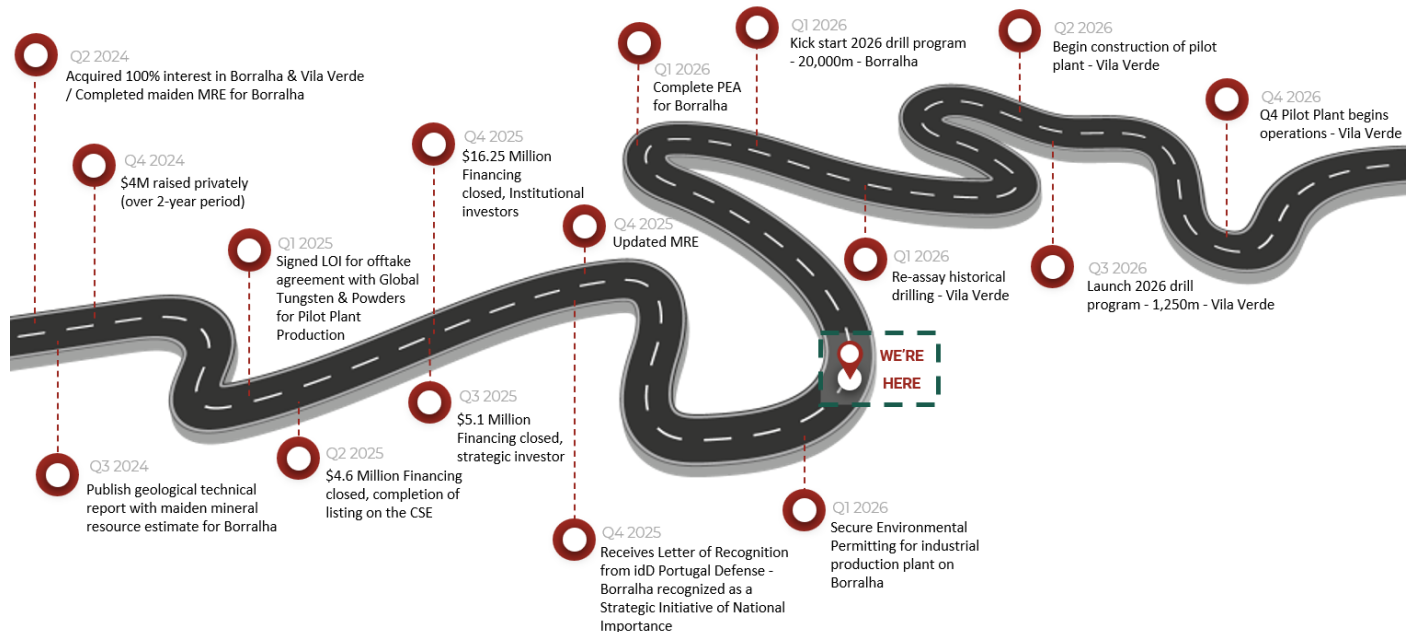 Q2 2024
Acquired 100% interest in Borralha & Vila Verde
/ Completed maiden MRE for Borralha
Q4 2024
$4M raised privately
(over 2-year period)
Q3 2024
Publish geological technical
report with maiden mineral
resource estimate for Borralha
Q1 2025
Signed LOI for offtake
agreement with Global
Tungsten & Powders
for Pilot Plant
Production
Q2 2025
$4.6 Million Financing
closed, completion of
listing on the CSE
Q4 2025
$16.25 Million
Financing
closed, Institutional
investors
Q3 2025
$5.1 Million
Financing closed,
strategic investor
Q4 2025
Updated MRE
Q4 2025
Receives Letter of Recognition
from idD Portugal Defense -
Borralha recognized as a
Strategic Initiative of National
Importance
Q1 2026
Secure Environmental
Permitting for industrial
production plant on
Borralha
WE'RE
HERE
Q1 2026
Complete PEA
for Borralha
Q1 2026
Kick start 2026 drill program
- 20,000m - Borralha
Q1 2026
Re-assay historical
drilling - Vila Verde
Q2 2026
Begin construction of pilot
plant - Vila Verde
Q3 2026
Launch 2026 drill
program - 1,250m - Vila Verde
Q4 2026
Q4 Pilot Plant begins
operations - Vila Verde